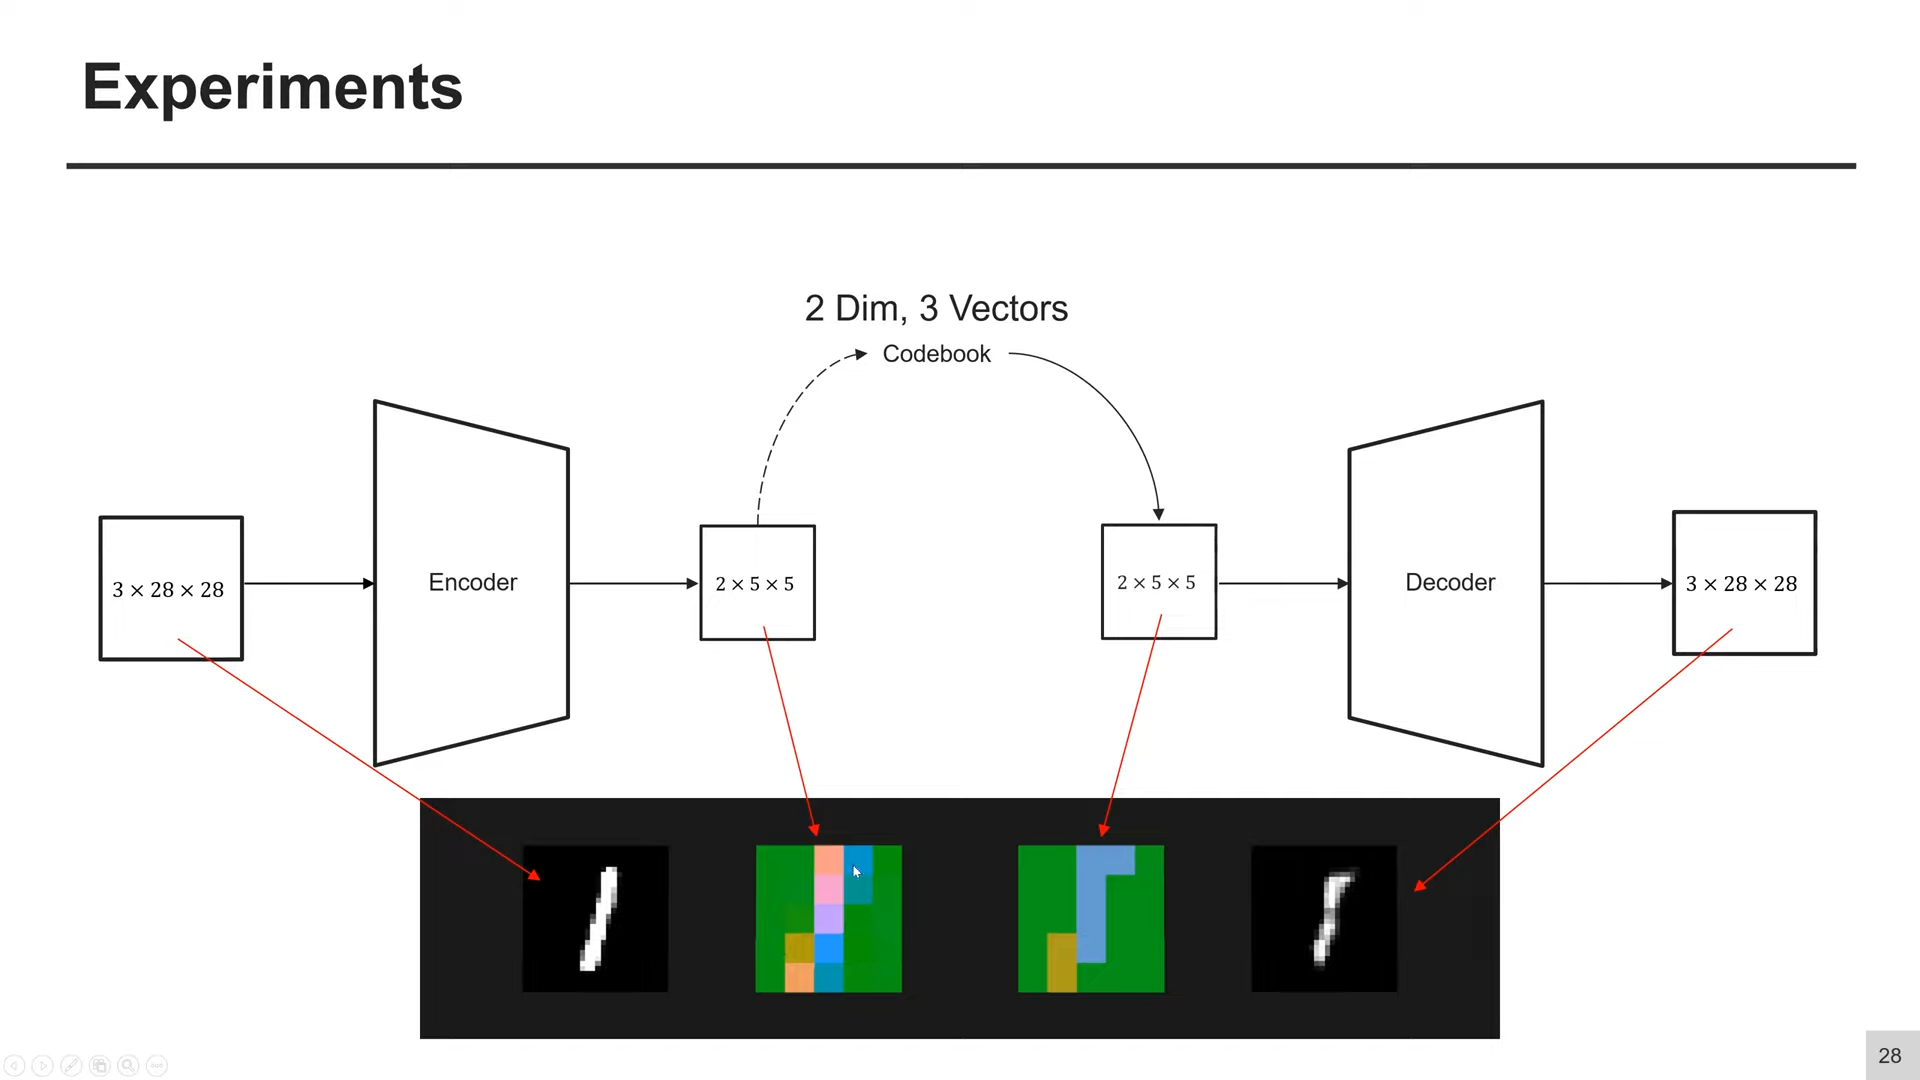 Experiments
2 Dim, 3 Vectors
Codebook
3 × 28 × 28
Encoder
2 × 5 × 5
2 × 5 × 5
Decoder
3 × 28 × 28
28